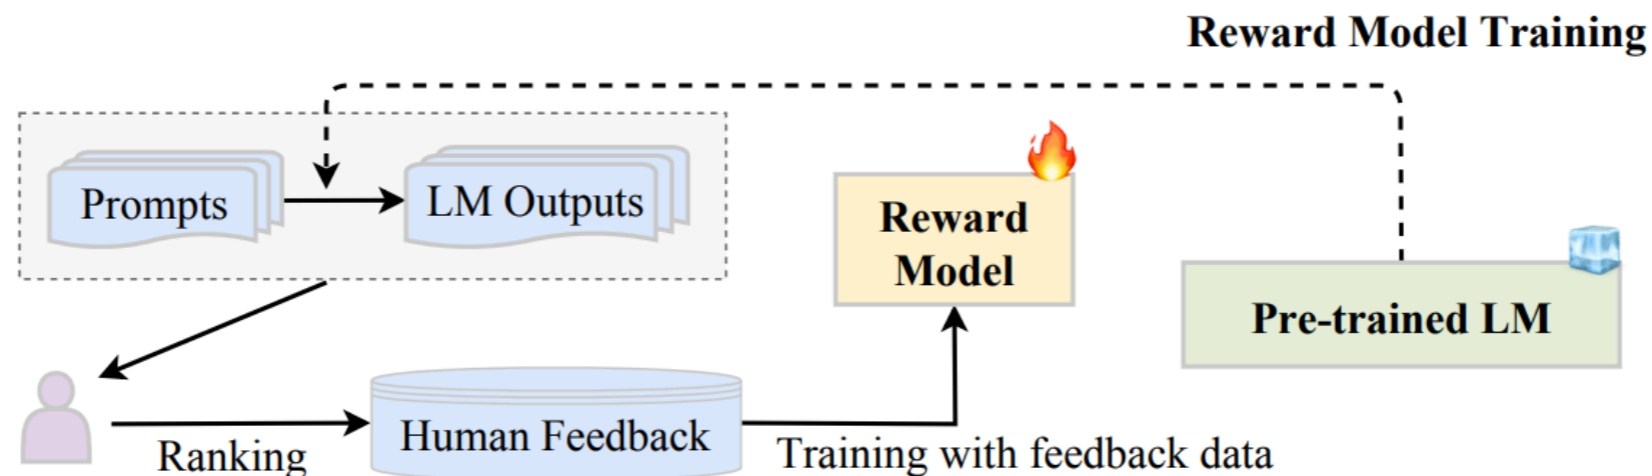 Reward Model Training
Prompts
LM Outputs
Reward
Model
Pre-trained LM
Ranking
Human Feedback
Training with feedback data